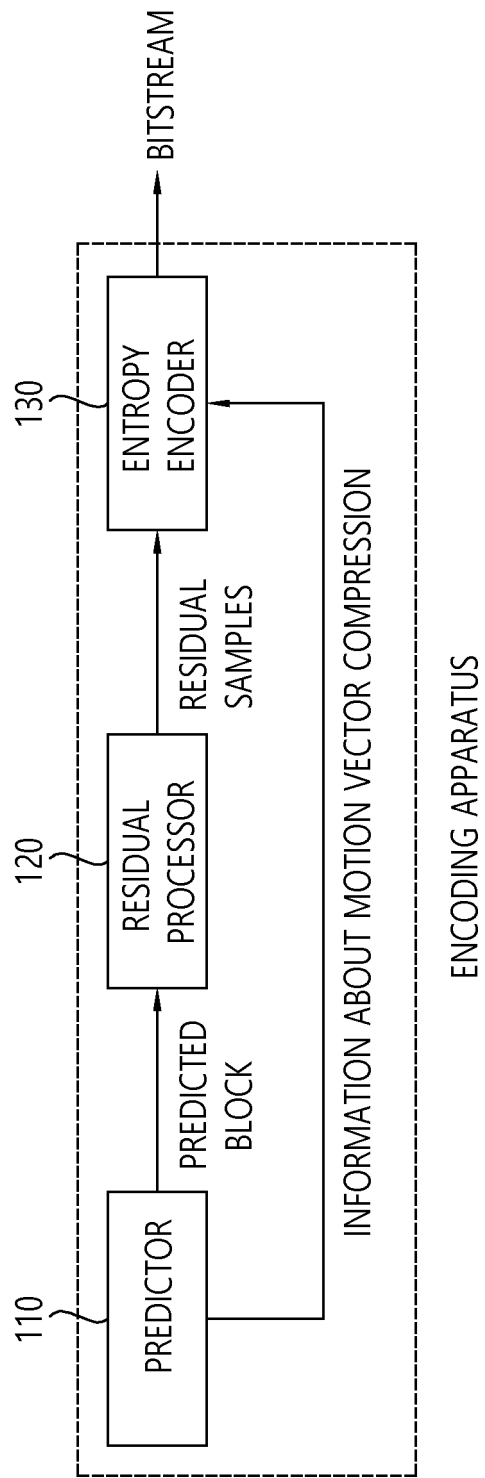 110
PREDICTOR
PREDICTED
BLOCK
120
RESIDUAL
PROCESSOR
RESIDUAL
SAMPLES
130
ENTROPY
ENCODER
BITSTREAM
INFORMATION ABOUT MOTION VECTOR COMPRESSION
ENCODING APPARATUS